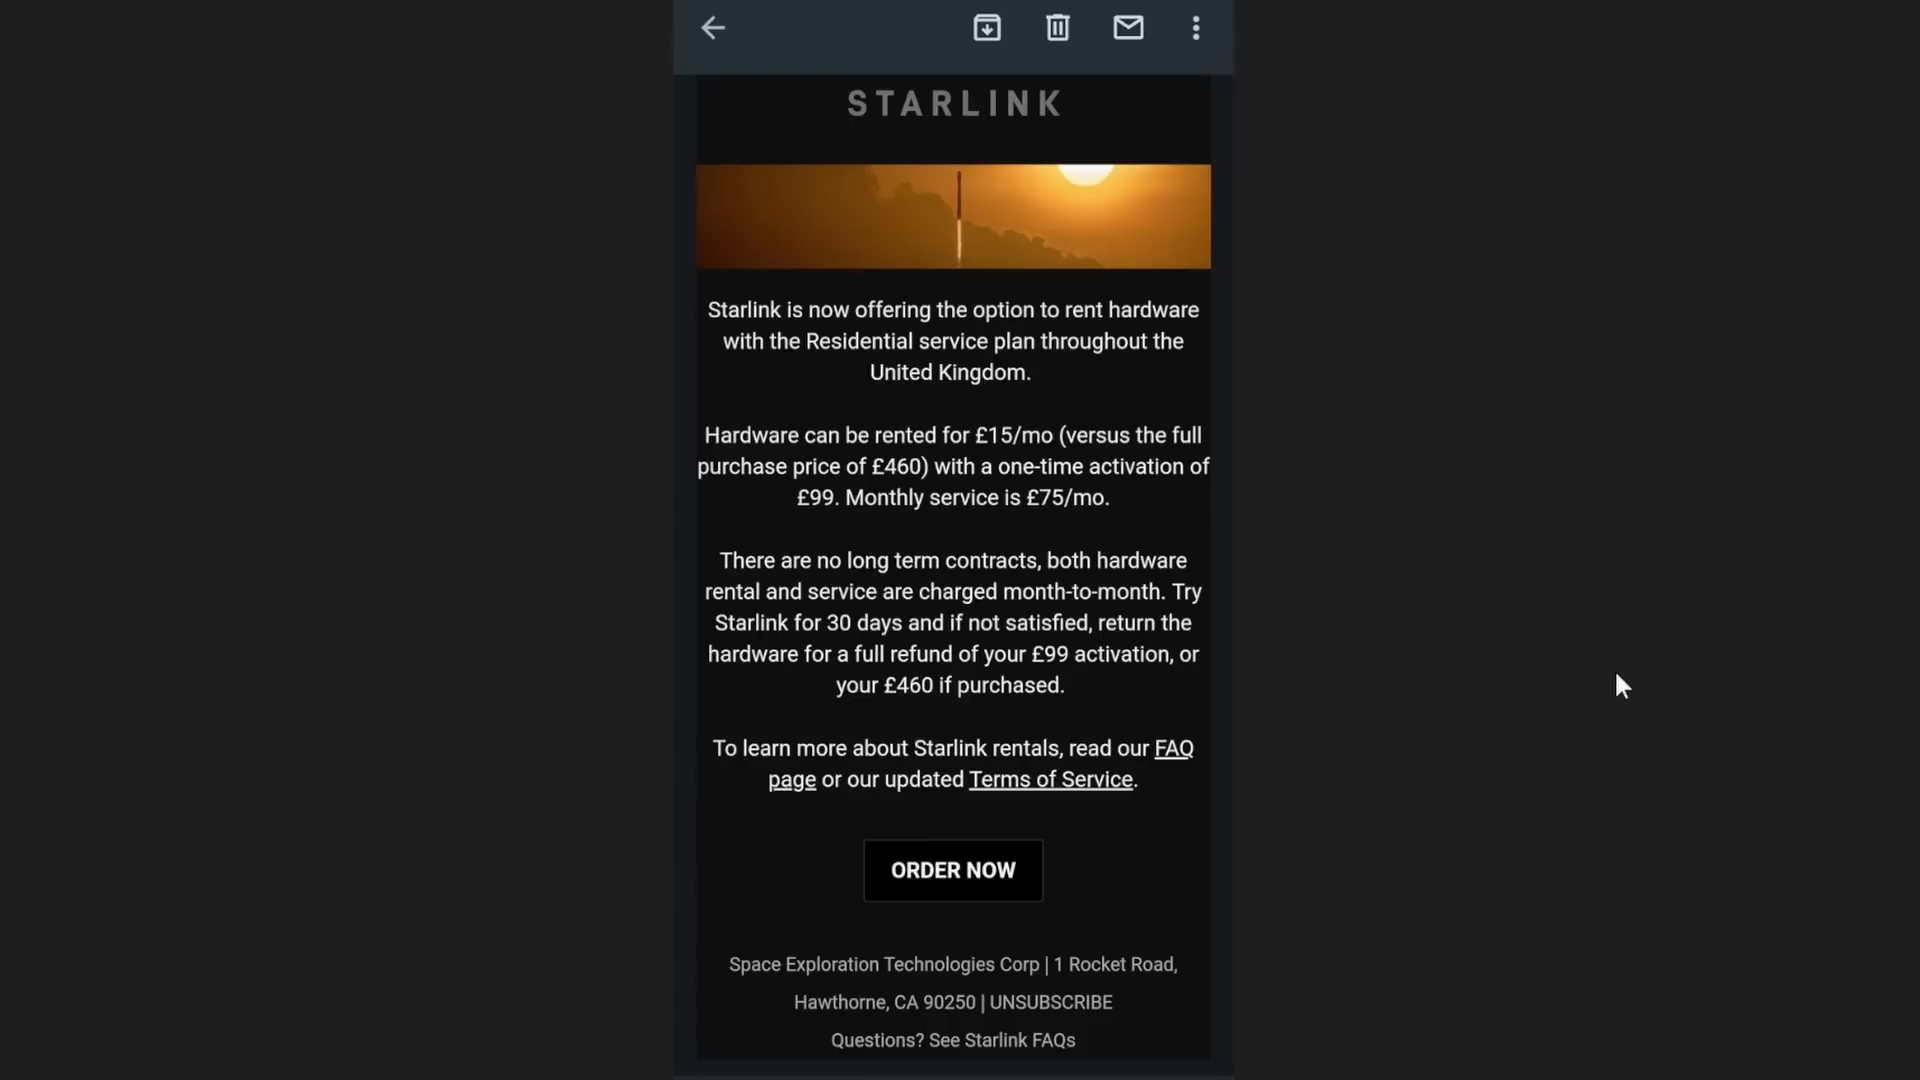 STARLINK
Starlink is now offering the option to rent hardware
with the Residential service plan throughout the
United Kingdom.
Hardware can be rented for £15/mo (versus the full
purchase price of £460) with a one-time activation of
£99. Monthly service is £75/mo.
There are no long term contracts, both hardware
rental and service are charged month-to-month. Try
Starlink for 30 days and if not satisfied, return the
hardware for a full refund of your £99 activation, or
your £460 if purchased.
To learn more about Starlink rentals, read our FAQ
page or our updated Terms of Service.
ORDER NOW
Space Exploration Technologies Corp | 1 Rocket Road,
Hawthorne, CA 90250 | UNSUBSCRIBE
Questions? See Starlink FAQs